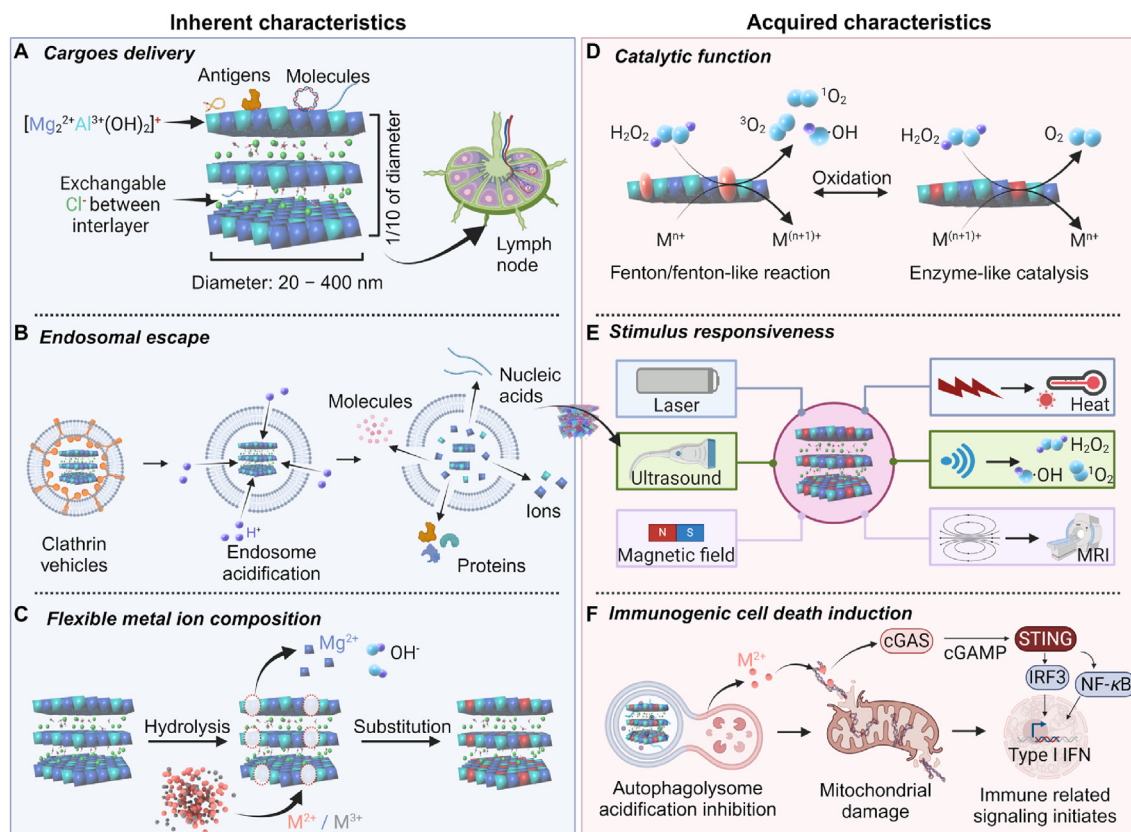 Inherent characteristics
A Cargoes delivery
Antigens
Molecules
[Mg₂²⁺Al³⁺(OH)₂]⁺
Exchangable
Cl⁻ between
interlayer
1/10 of diameter
Diameter: 20 – 400 nm
Lymph
node
B Endosomal escape
Clathrin
vehicles
H⁺
Endosome
acidification
Molecules
Nucleic
acids
Ions
Proteins
C Flexible metal ion composition
Hydrolysis
Mg²⁺
OH⁻
Substitution
M²⁺ / M³⁺
Acquired characteristics
D Catalytic function
H₂O₂
³O₂
¹O₂
·OH
Mⁿ⁺
M⁽ⁿ⁺¹⁾⁺
Fenton/fenton-like reaction
Oxidation
H₂O₂
O₂
M⁽ⁿ⁺¹⁾⁺
Mⁿ⁺
Enzyme-like catalysis
E Stimulus responsiveness
Laser
Heat
Ultrasound
H₂O₂
·OH
¹O₂
N S
Magnetic field
MRI
F Immunogenic cell death induction
M²⁺
cGAS
cGAMP
STING
IRF3
NF-κB
Type I IFN
Autophagolysome
acidification inhibition
Mitochondrial
damage
Immune related
signaling initiates